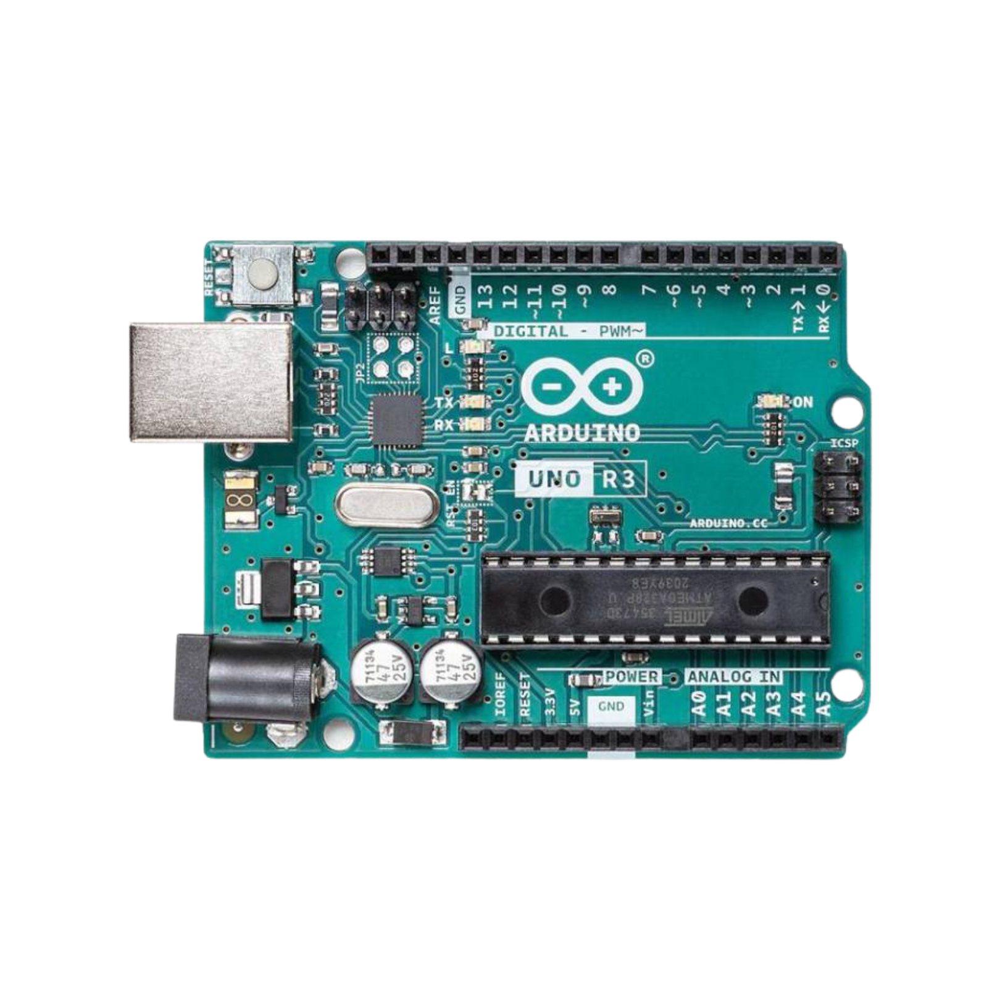 RESET
AREF
GND
13
12
~11
~10
~9
8
7
~6
~5
4
~3
2
TX→1
RX←0
DIGITAL - PWM~
L
JP2
TX
RX
ARDUINO
®
ON
ICSP
UNO R3
RST EN
ARDUINO.CC
ATMEL 35473D
ATMEGA328P U
2039YE8
71134
47
25V
71134
47
25V
POWER
ANALOG IN
IOREF
RESET
3.3V
5V
GND
Vin
A0
A1
A2
A3
A4
A5